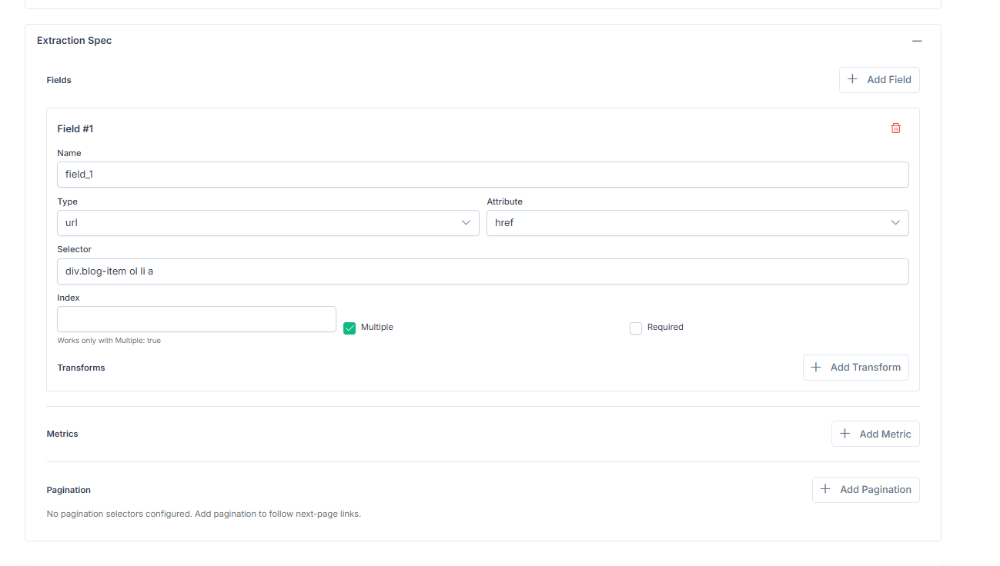 Extraction Spec
Fields
Add Field
Field #1
Name
field_1
Type
Attribute
url
href
Selector
div.blog-item ol li a
Index
Multiple
Required
Works only with Multiple: true
Transforms
Add Transform
Metrics
Add Metric
Pagination
Add Pagination
No pagination selectors configured. Add pagination to follow next-page links.